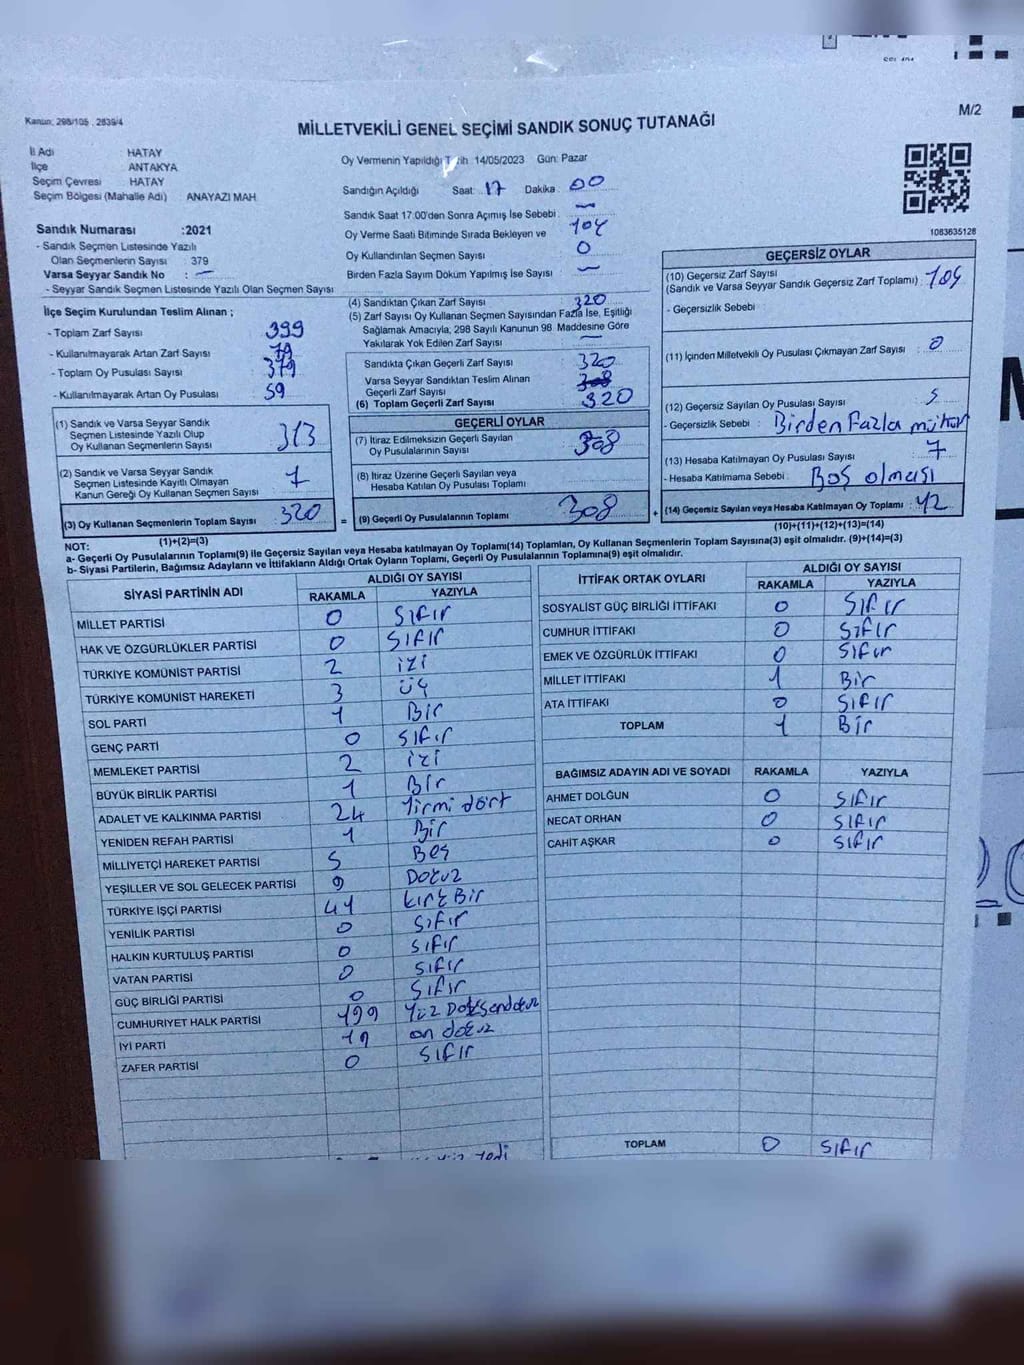 Kanun: 298/105 , 2839/4
M/2
MİLLETVEKİLİ GENEL SEÇİMİ SANDIK SONUÇ TUTANAĞI
İl Adı HATAY
İlçe ANTAKYA
Seçim Çevresi HATAY
Seçim Bölgesi (Mahalle Adı) ANAYAZI MAH
Sandık Numarası :2021
- Sandık Seçmen Listesinde Yazılı
Olan Seçmenlerin Sayısı : 379
Varsa Seyyar Sandık No : -
- Seyyar Sandık Seçmen Listesinde Yazılı Olan Seçmen Sayısı
Oy Vermenin Yapıldığı Tarih 14/05/2023 Gün: Pazar
Sandığın Açıldığı Saat 17 Dakika 00
Sandık Saat 17:00'den Sonra Açımış İse Sebebi : -
Oy Verme Saati Bitiminde Sırada Bekleyen ve
Oy Kullandırılan Seçmen Sayısı 0
Birden Fazla Sayım Döküm Yapılmış İse Sayısı -
1083635128
İlçe Seçim Kurulundan Teslim Alınan ;
- Toplam Zarf Sayısı 399
- Kullanılmayarak Artan Zarf Sayısı 79
- Toplam Oy Pusulası Sayısı 379
- Kullanılmayarak Artan Oy Pusulası 59
(1) Sandık ve Varsa Seyyar Sandık
Seçmen Listesinde Yazılı Olup
Oy Kullanan Seçmenlerin Sayısı 313
(2) Sandık ve Varsa Seyyar Sandık
Seçmen Listesinde Kayıtlı Olmayan
Kanun Gereği Oy Kullanan Seçmen Sayısı 7
(3) Oy Kullanan Seçmenlerin Toplam Sayısı 320
(1)+(2)=(3)
(4) Sandıktan Çıkan Zarf Sayısı 320
(5) Zarf Sayısı Oy Kullanan Seçmen Sayısından Fazla İse, Eşitliği
Sağlamak Amacıyla, 298 Sayılı Kanunun 98. Maddesine Göre
Yakılarak Yok Edilen Zarf Sayısı -
Sandıkta Çıkan Geçerli Zarf Sayısı 320
Varsa Seyyar Sandıktan Teslim Alınan
Geçerli Zarf Sayısı
(6) Toplam Geçerli Zarf Sayısı 320
GEÇERLİ OYLAR
(7) İtiraz Edilmeksizin Geçerli Sayılan
Oy Pusulalarının Sayısı 308
(8) İtiraz Üzerine Geçerli Sayılan veya
Hesaba Katılan Oy Pusulası Toplamı
= (9) Geçerli Oy Pusulalarının Toplamı 308 +
GEÇERSİZ OYLAR
(10) Geçersiz Zarf Sayısı
(Sandık ve Varsa Seyyar Sandık Geçersiz Zarf Toplamı) :
- Geçersizlik Sebebi :
(11) İçinden Milletvekili Oy Pusulası Çıkmayan Zarf Sayısı : 0
(12) Geçersiz Sayılan Oy Pusulası Sayısı : 5
- Geçersizlik Sebebi : Birden Fazla mühür
(13) Hesaba Katılmayan Oy Pusulası Sayısı : 7
- Hesaba Katılmama Sebebi : Boş olması
(14) Geçersiz Sayılan veya Hesaba Katılmayan Oy Toplamı : 12
(10)+(11)+(12)+(13)=(14)
NOT:
a- Geçerli Oy Pusulalarının Toplamı(9) ile Geçersiz Sayılan veya Hesaba katılmayan Oy Toplamı(14) Toplamları, Oy Kullanan Seçmenlerin Toplam Sayısına(3) eşit olmalıdır. (9)+(14)=(3)
b- Siyasi Partilerin, Bağımsız Adayların ve İttifakların Aldığı Ortak Oyların Toplamı, Geçerli Oy Pusulalarının Toplamına(9) eşit olmalıdır.
SİYASİ PARTİNİN ADI ALDIĞI OY SAYISI
RAKAMLA YAZIYLA
MİLLET PARTİSİ 0 Sıfır
HAK VE ÖZGÜRLÜKLER PARTİSİ 0 Sıfır
TÜRKİYE KOMÜNİST PARTİSİ 2 iki
TÜRKİYE KOMÜNİST HAREKETİ 3 üç
SOL PARTİ 1 Bir
GENÇ PARTİ 0 Sıfır
MEMLEKET PARTİSİ 2 iki
BÜYÜK BİRLİK PARTİSİ 1 Bir
ADALET VE KALKINMA PARTİSİ 24 Yirmi dört
YENİDEN REFAH PARTİSİ 1 Bir
MİLLİYETÇİ HAREKET PARTİSİ 5 Beş
YEŞİLLER VE SOL GELECEK PARTİSİ 9 Dokuz
TÜRKİYE İŞÇİ PARTİSİ 41 Kırk Bir
YENİLİK PARTİSİ 0 Sıfır
HALKIN KURTULUŞ PARTİSİ 0 Sıfır
VATAN PARTİSİ 0 Sıfır
GÜÇ BİRLİĞİ PARTİSİ 0 Sıfır
CUMHURİYET HALK PARTİSİ 199 Yüz Doksandokuz
İYİ PARTİ 19 on dokuz
ZAFER PARTİSİ 0 Sıfır
İTTİFAK ORTAK OYLARI ALDIĞI OY SAYISI
RAKAMLA YAZIYLA
SOSYALİST GÜÇ BİRLİĞİ İTTİFAKI 0 Sıfır
CUMHUR İTTİFAKI 0 Sıfır
EMEK VE ÖZGÜRLÜK İTTİFAKI 0 Sıfır
MİLLET İTTİFAKI 1 Bir
ATA İTTİFAKI 0 Sıfır
TOPLAM 1 Bir
BAĞIMSIZ ADAYIN ADI VE SOYADI RAKAMLA YAZIYLA
AHMET DOLĞUN 0 Sıfır
NECAT ORHAN 0 Sıfır
CAHİT AŞKAR 0 Sıfır
TOPLAM 0 Sıfır